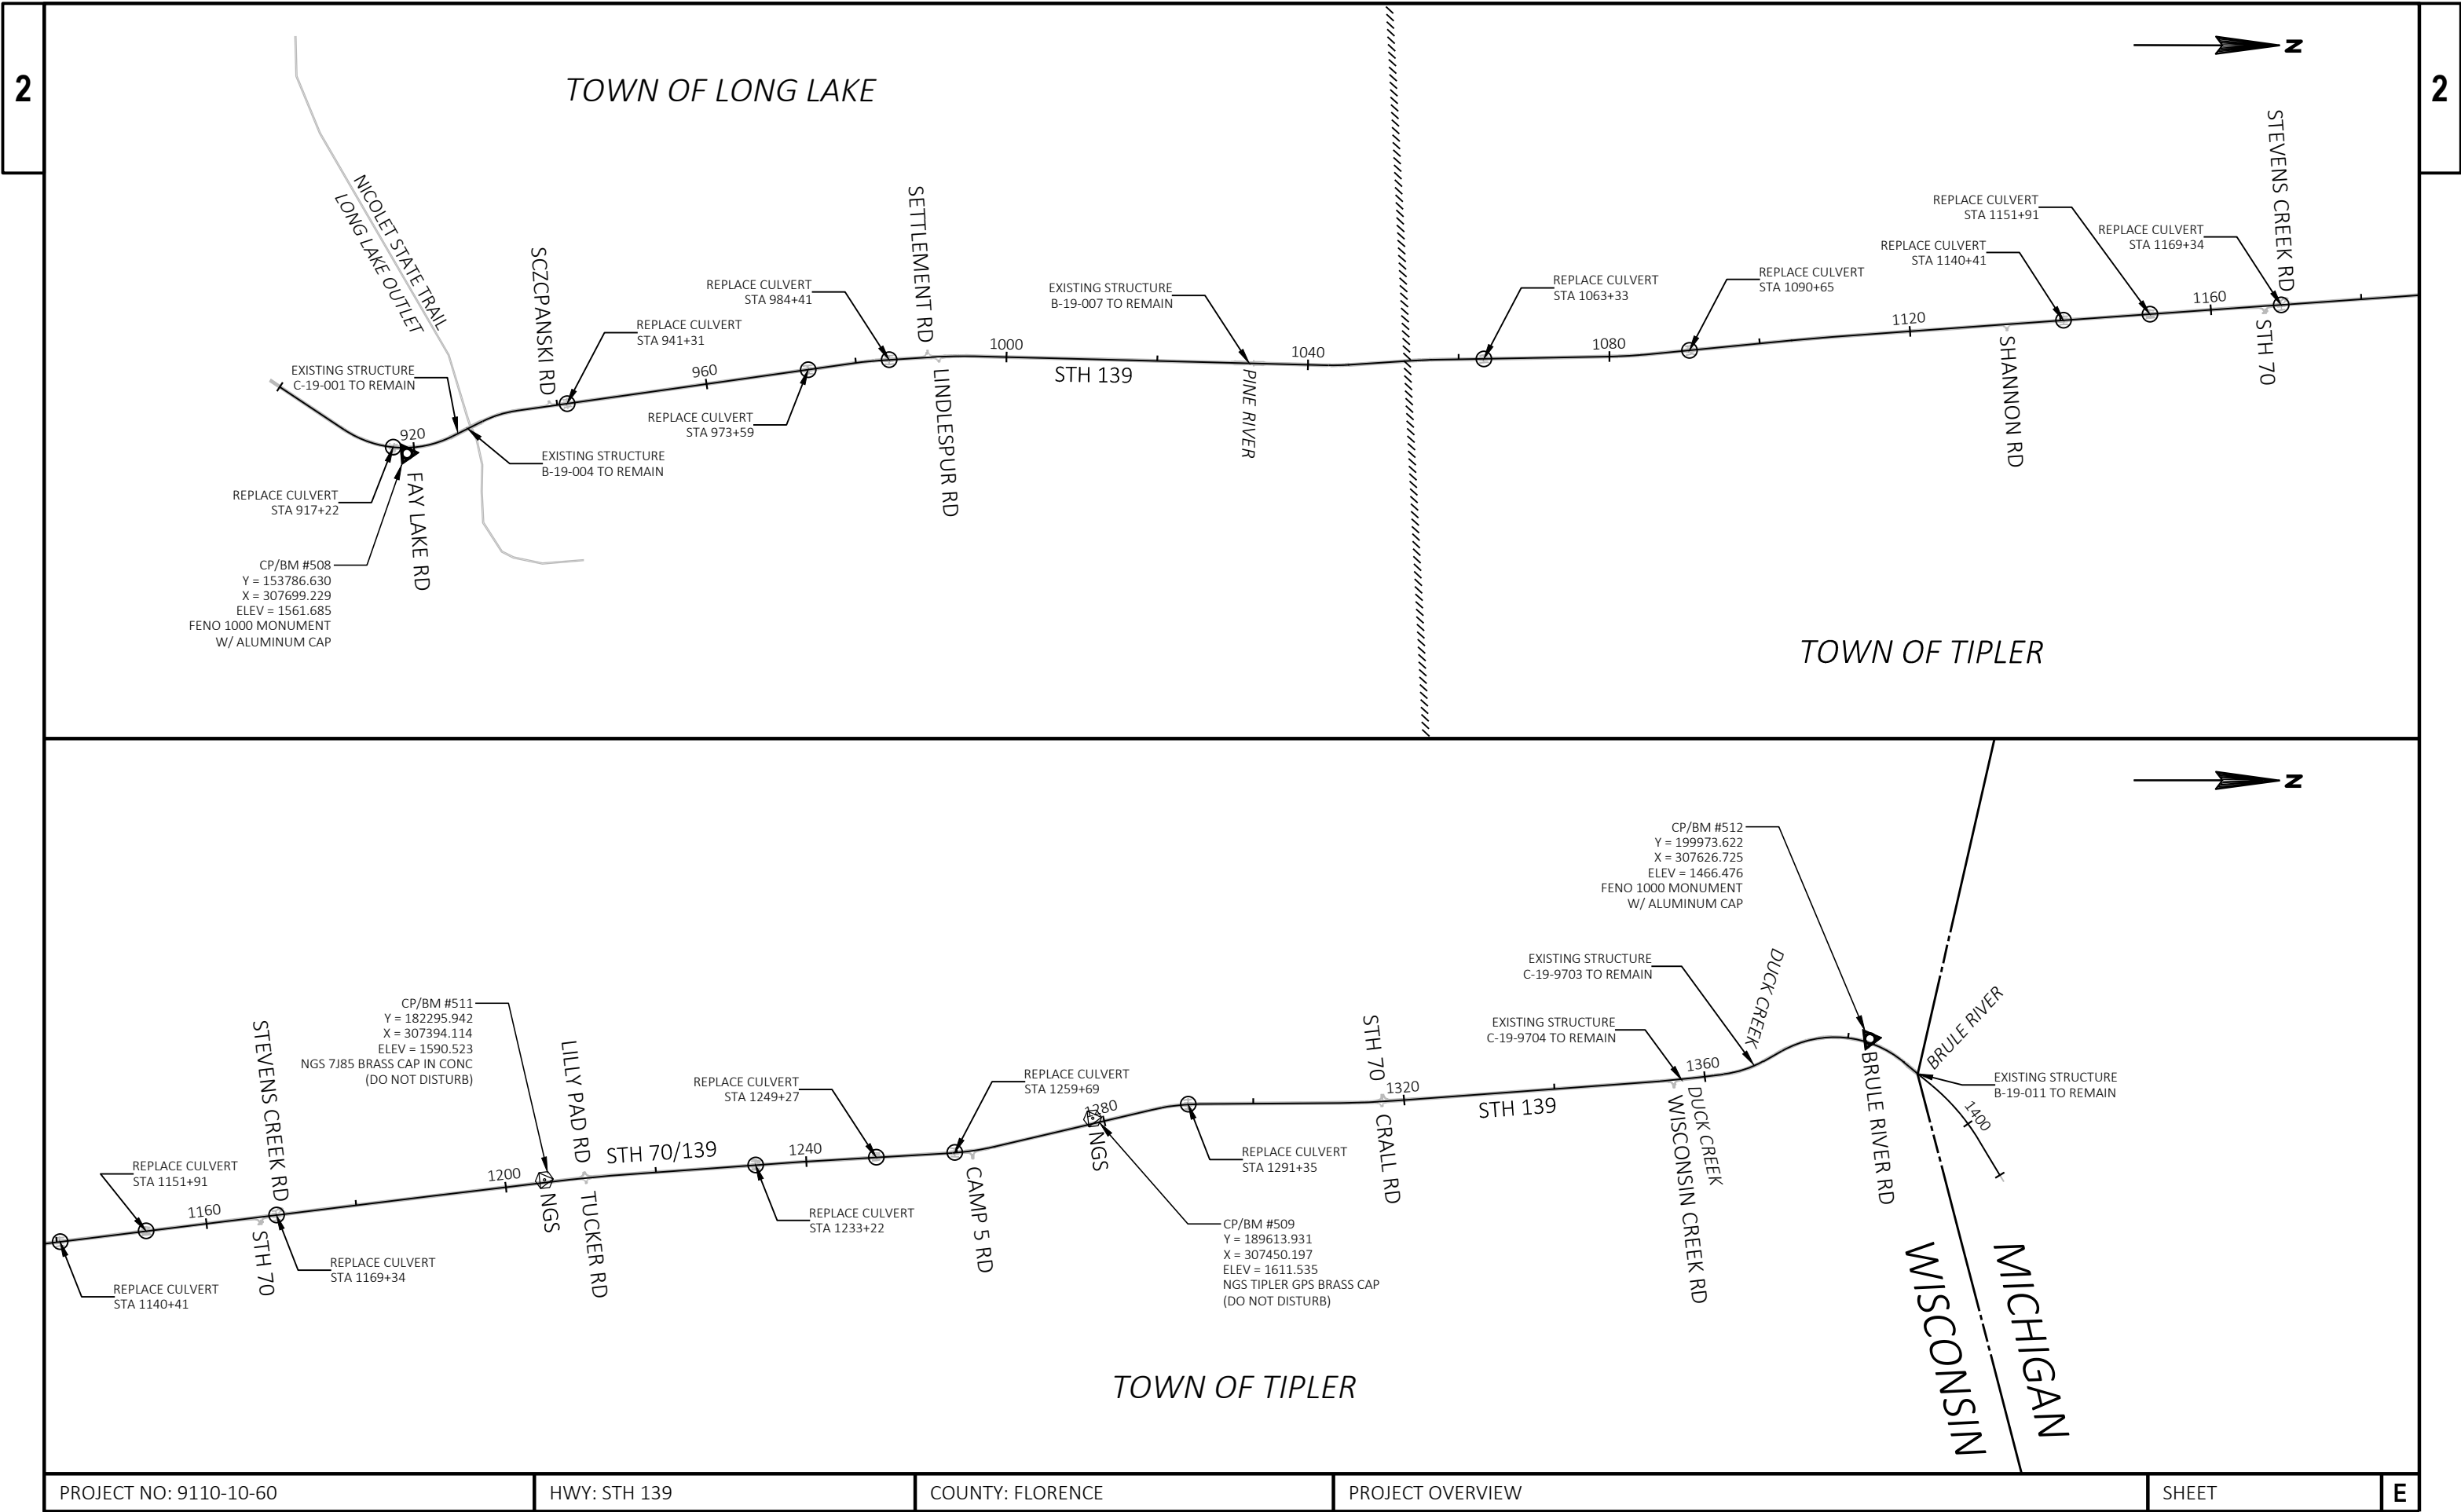 2
2
TOWN OF LONG LAKE
N
NICOLET STATE TRAIL
LONG LAKE OUTLET
SCZCPANSKI RD
SETTLEMENT RD
STEVENS CREEK RD
REPLACE CULVERT
STA 984+41
REPLACE CULVERT
STA 941+31
EXISTING STRUCTURE
B-19-007 TO REMAIN
REPLACE CULVERT
STA 1063+33
REPLACE CULVERT
STA 1090+65
REPLACE CULVERT
STA 1151+91
REPLACE CULVERT
STA 1140+41
REPLACE CULVERT
STA 1169+34
EXISTING STRUCTURE
C-19-001 TO REMAIN
920
960
1000
1040
1080
1120
1160
STH 139
REPLACE CULVERT
STA 973+59
EXISTING STRUCTURE
B-19-004 TO REMAIN
LINDLESPUR RD
PINE RIVER
SHANNON RD
STH 70
REPLACE CULVERT
STA 917+22
FAY LAKE RD
CP/BM #508
Y = 153786.630
X = 307699.229
ELEV = 1561.685
FENO 1000 MONUMENT
W/ ALUMINUM CAP
TOWN OF TIPLER
N
CP/BM #512
Y = 199973.622
X = 307626.725
ELEV = 1466.476
FENO 1000 MONUMENT
W/ ALUMINUM CAP
EXISTING STRUCTURE
C-19-9703 TO REMAIN
DUCK CREEK
EXISTING STRUCTURE
C-19-9704 TO REMAIN
BRULE RIVER
EXISTING STRUCTURE
B-19-011 TO REMAIN
CP/BM #511
Y = 182295.942
X = 307394.114
ELEV = 1590.523
NGS 7J85 BRASS CAP IN CONC
(DO NOT DISTURB)
STEVENS CREEK RD
LILLY PAD RD
STH 70
REPLACE CULVERT
STA 1249+27
REPLACE CULVERT
STA 1259+69
REPLACE CULVERT
STA 1151+91
1160
1200
1240
1280
1320
1360
1400
STH 70/139
STH 139
NGS
NGS
REPLACE CULVERT
STA 1291+35
CRALL RD
DUCK CREEK
WISCONSIN CREEK RD
BRULE RIVER RD
STH 70
TUCKER RD
CAMP 5 RD
REPLACE CULVERT
STA 1233+22
REPLACE CULVERT
STA 1169+34
REPLACE CULVERT
STA 1140+41
CP/BM #509
Y = 189613.931
X = 307450.197
ELEV = 1611.535
NGS TIPLER GPS BRASS CAP
(DO NOT DISTURB)
WISCONSIN
MICHIGAN
TOWN OF TIPLER
PROJECT NO: 9110-10-60
HWY: STH 139
COUNTY: FLORENCE
PROJECT OVERVIEW
SHEET
E